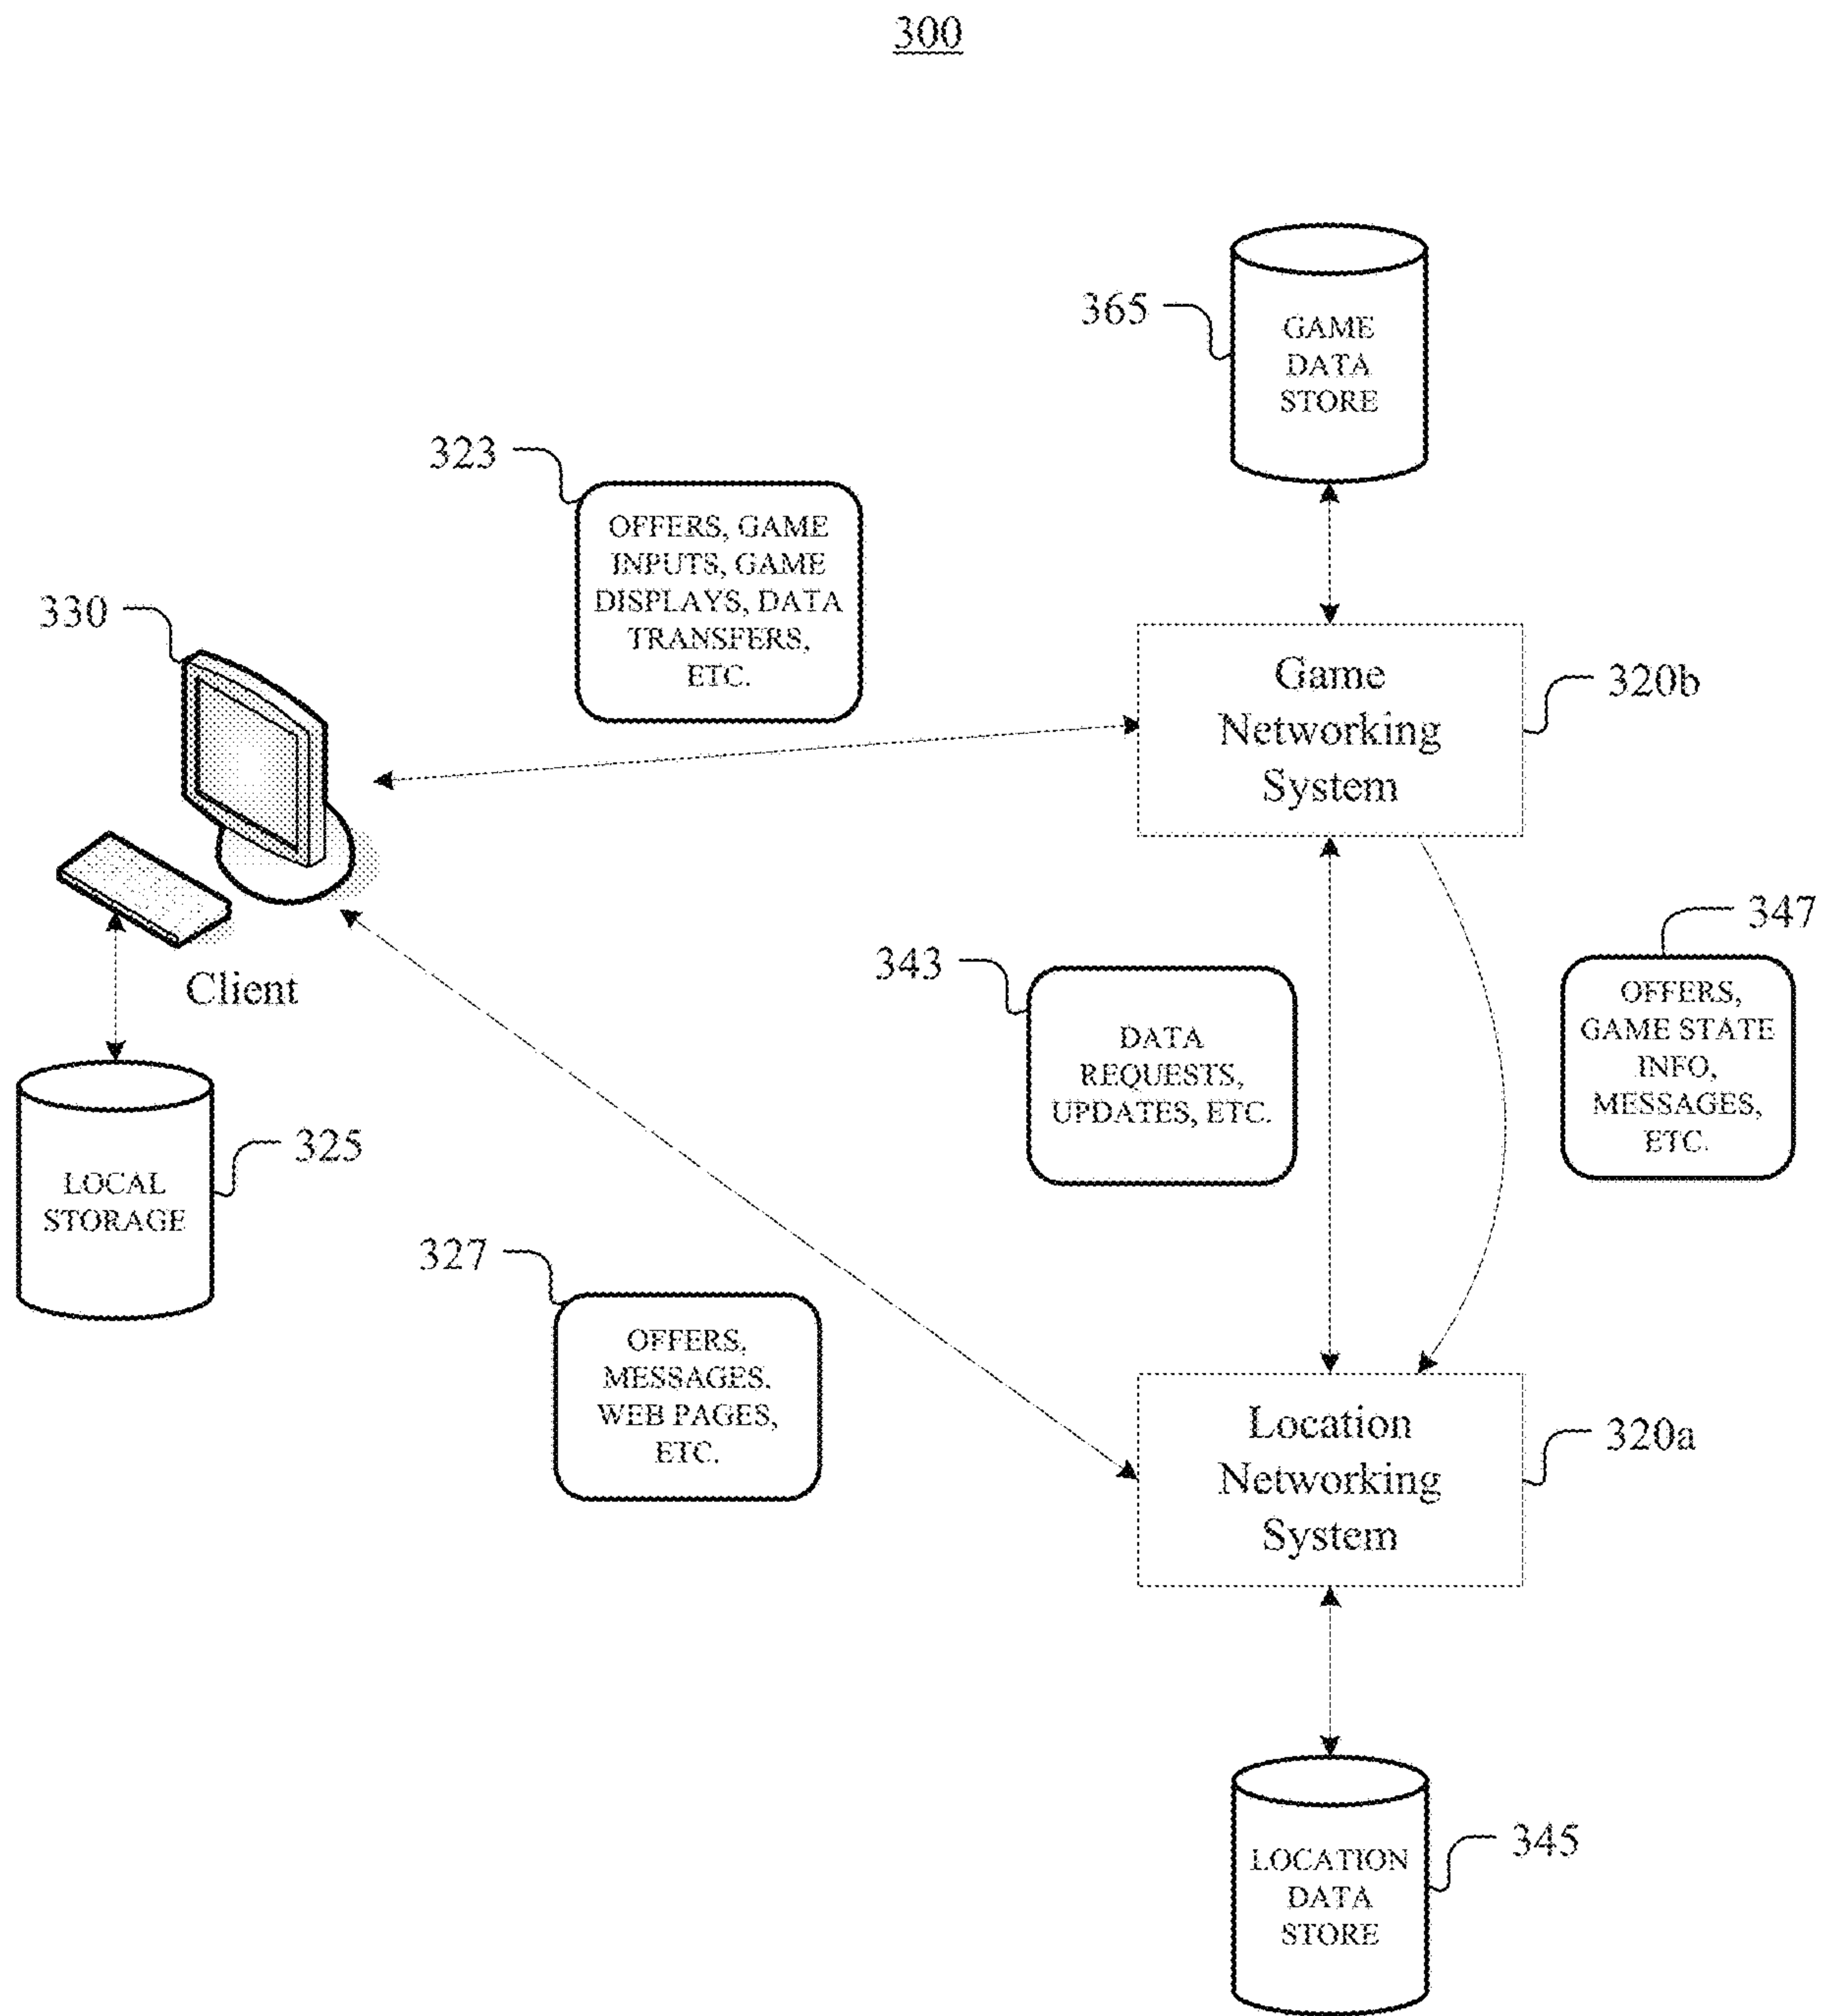 300
365
GAME
DATA
STORE
323
OFFERS, GAME
INPUTS, GAME
DISPLAYS, DATA
TRANSFERS,
ETC.
330
Game
Networking
System
320b
Client
343
DATA
REQUESTS,
UPDATES, ETC.
347
OFFERS,
GAME STATE
INFO,
MESSAGES,
ETC.
LOCAL
STORAGE
325
327
OFFERS,
MESSAGES,
WEB PAGES,
ETC.
Location
Networking
System
320a
LOCATION
DATA
STORE
345